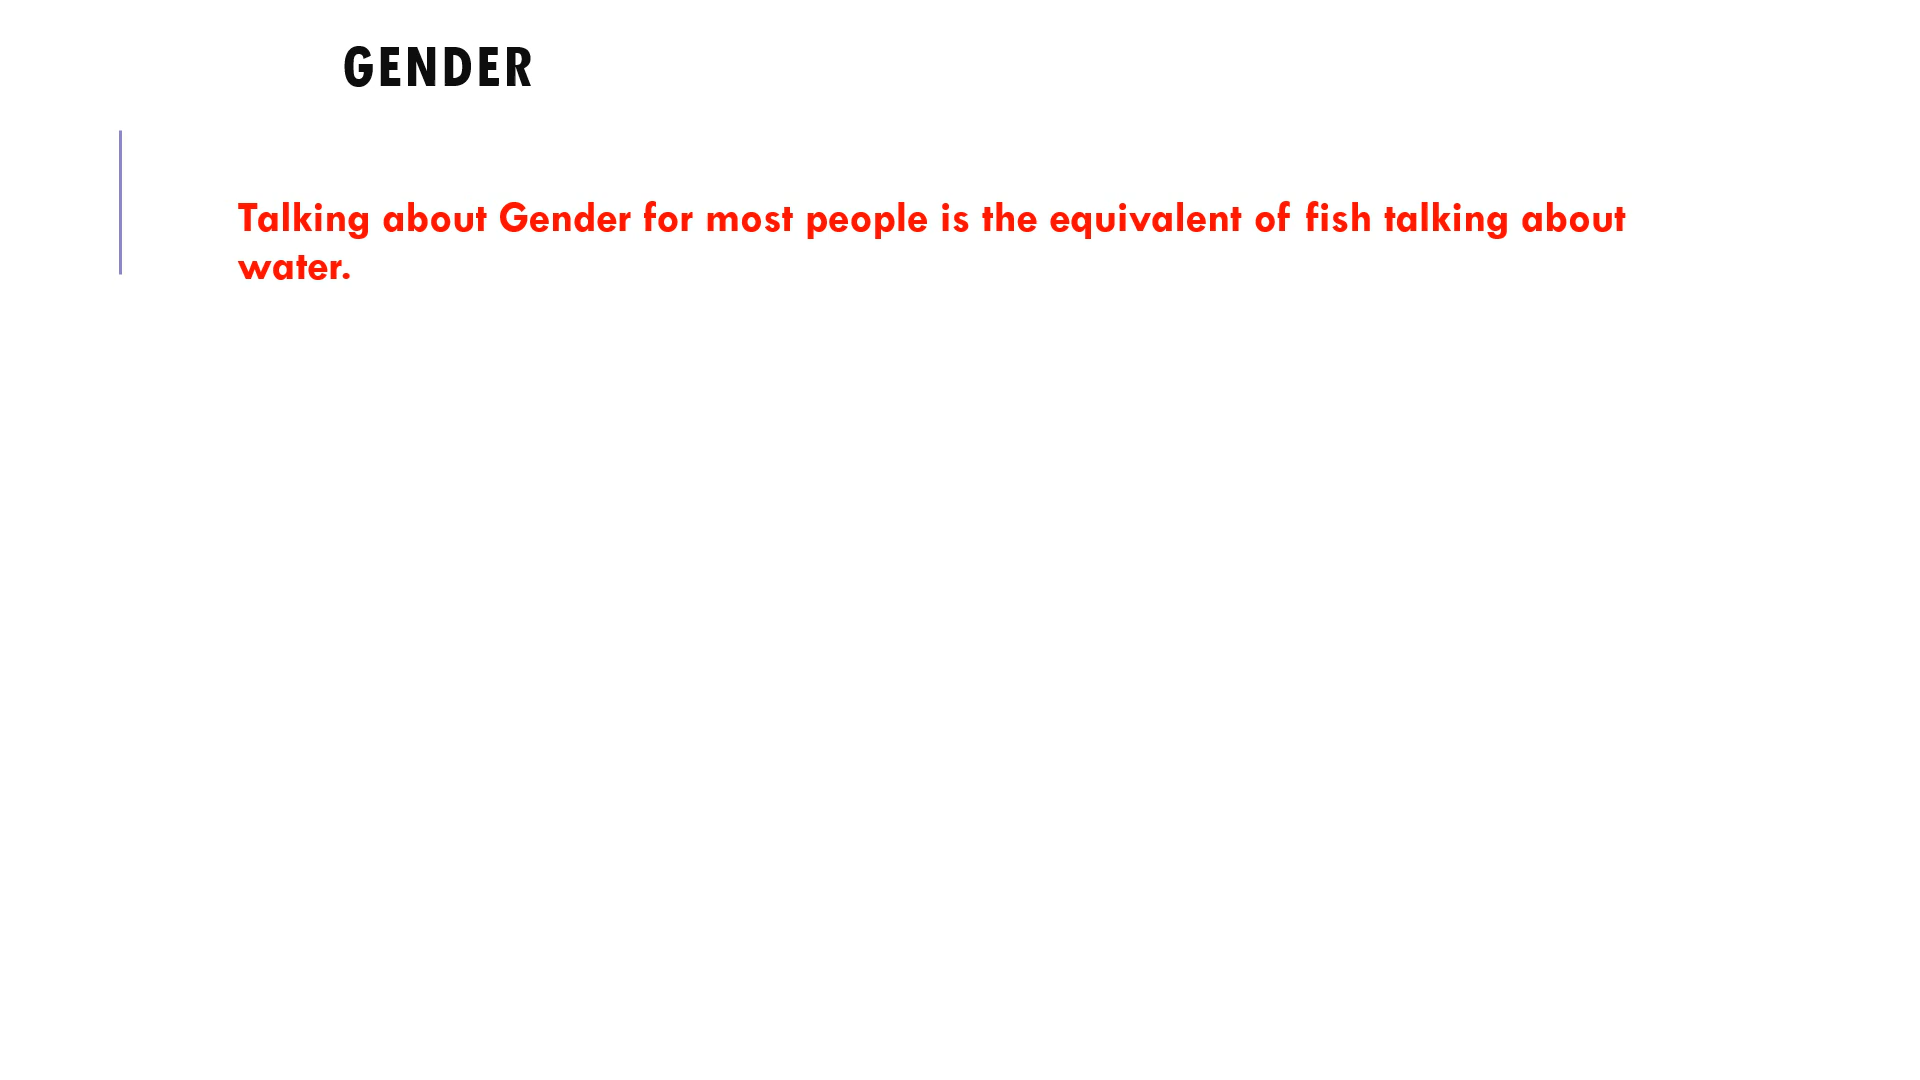 GENDER
Talking about Gender for most people is the equivalent of fish talking about
water.